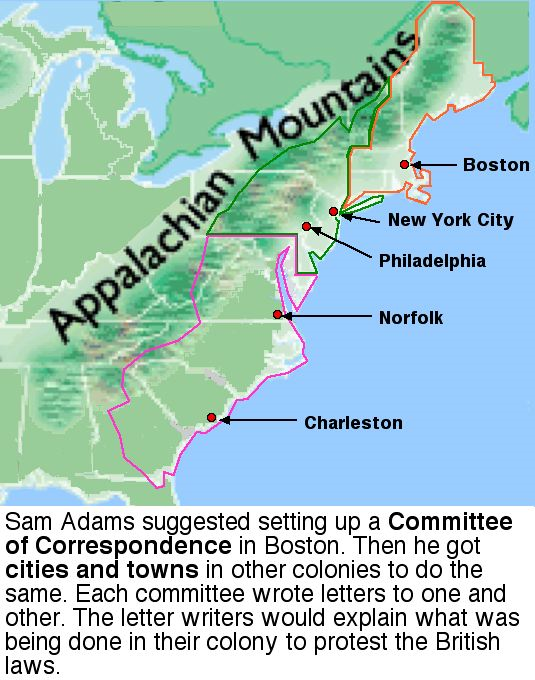 Appalachian Mountains
Boston
New York City
Philadelphia
Norfolk
Charleston
Sam Adams suggested setting up a Committee
of Correspondence in Boston. Then he got
cities and towns in other colonies to do the
same. Each committee wrote letters to one and
other. The letter writers would explain what was
being done in their colony to protest the British
laws.